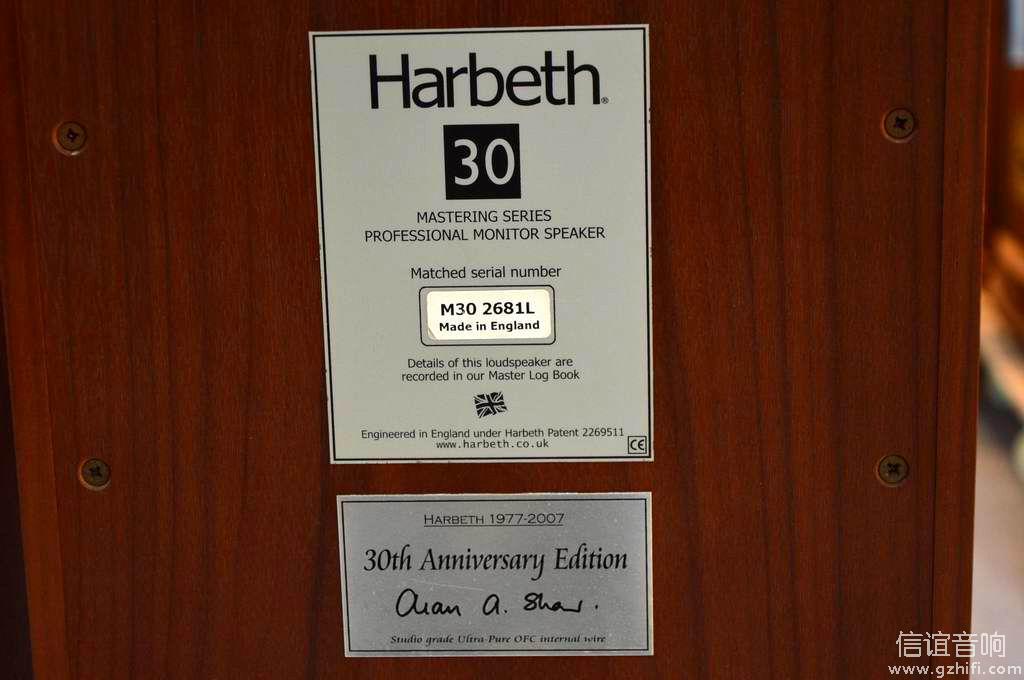 Harbeth®
30
MASTERING SERIES
PROFESSIONAL MONITOR SPEAKER
Matched serial number
M30 2681L
Made in England
Details of this loudspeaker are
recorded in our Master Log Book
Engineered in England under Harbeth Patent 2269511
www.harbeth.co.uk
CE
HARBETH 1977-2007
30th Anniversary Edition
Alan A. Shaw.
Studio grade Ultra-Pure OFC internal wire
信谊音响
www.gzhifi.com